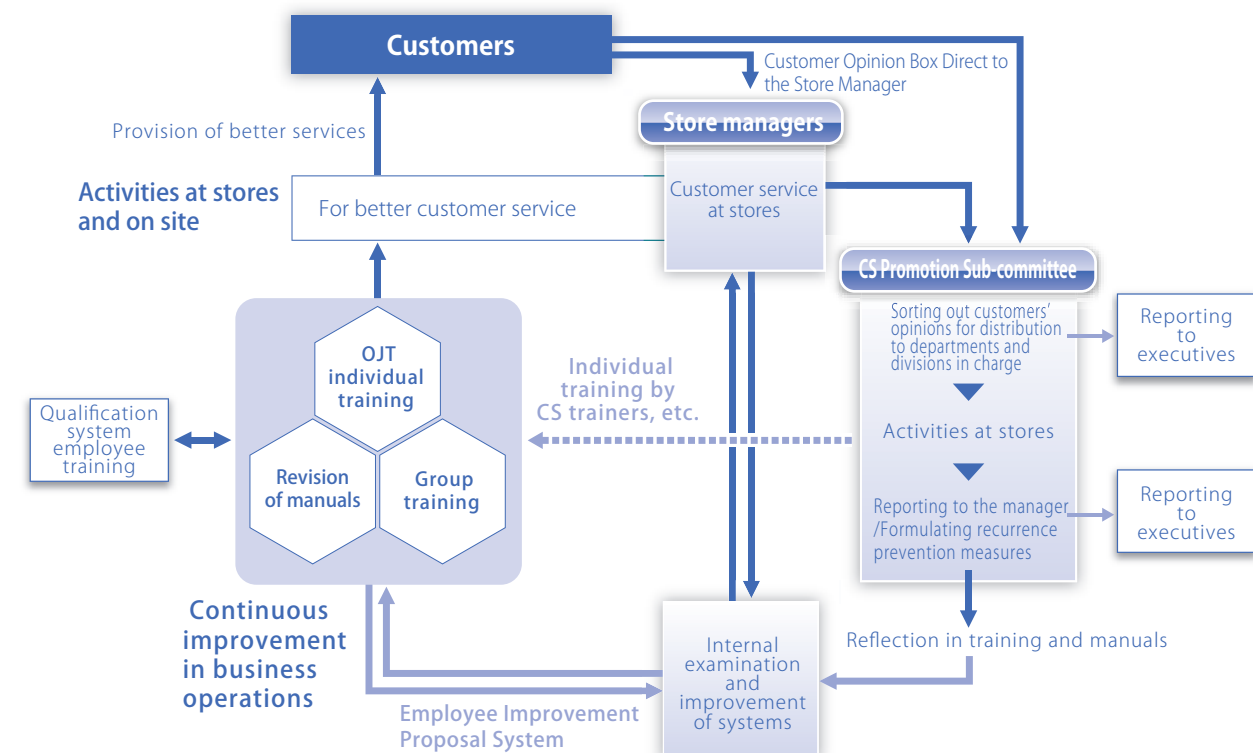 Customers
Customer Opinion Box Direct to
the Store Manager
Provision of better services
Store managers
Activities at stores
and on site
For better customer service
Customer service
at stores
CS Promotion Sub-committee
Sorting out customers'
opinions for distribution
to departments and
divisions in charge
Reporting
to
executives
OJT
individual
training
Individual
training by
CS trainers, etc.
Qualification
system
employee
training
Activities at stores
Revision
of manuals
Group
training
Reporting to the manager
/Formulating recurrence
prevention measures
Reporting
to
executives
Continuous
improvement
in business
operations
Internal
examination
and
improvement
of systems
Reflection in training and manuals
Employee Improvement
Proposal System